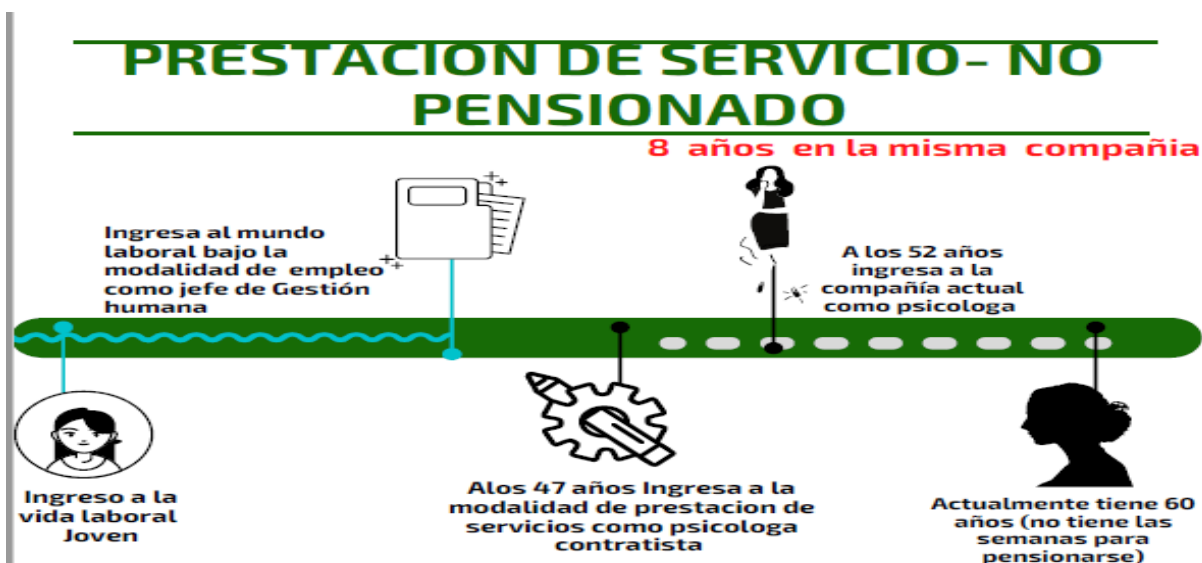 PRESTACION DE SERVICIO- NO
PENSIONADO
8 años en la misma compañia
Ingresa al mundo
laboral bajo la
modalidad de empleo
como jefe de Gestión
humana
A los 52 años
ingresa a la
compañía actual
como psicologa
Ingreso a la
vida laboral
Joven
Alos 47 años Ingresa a la
modalidad de prestacion de
servicios como psicologa
contratista
Actualmente tiene 60
años (no tiene las
semanas para
pensionarse)